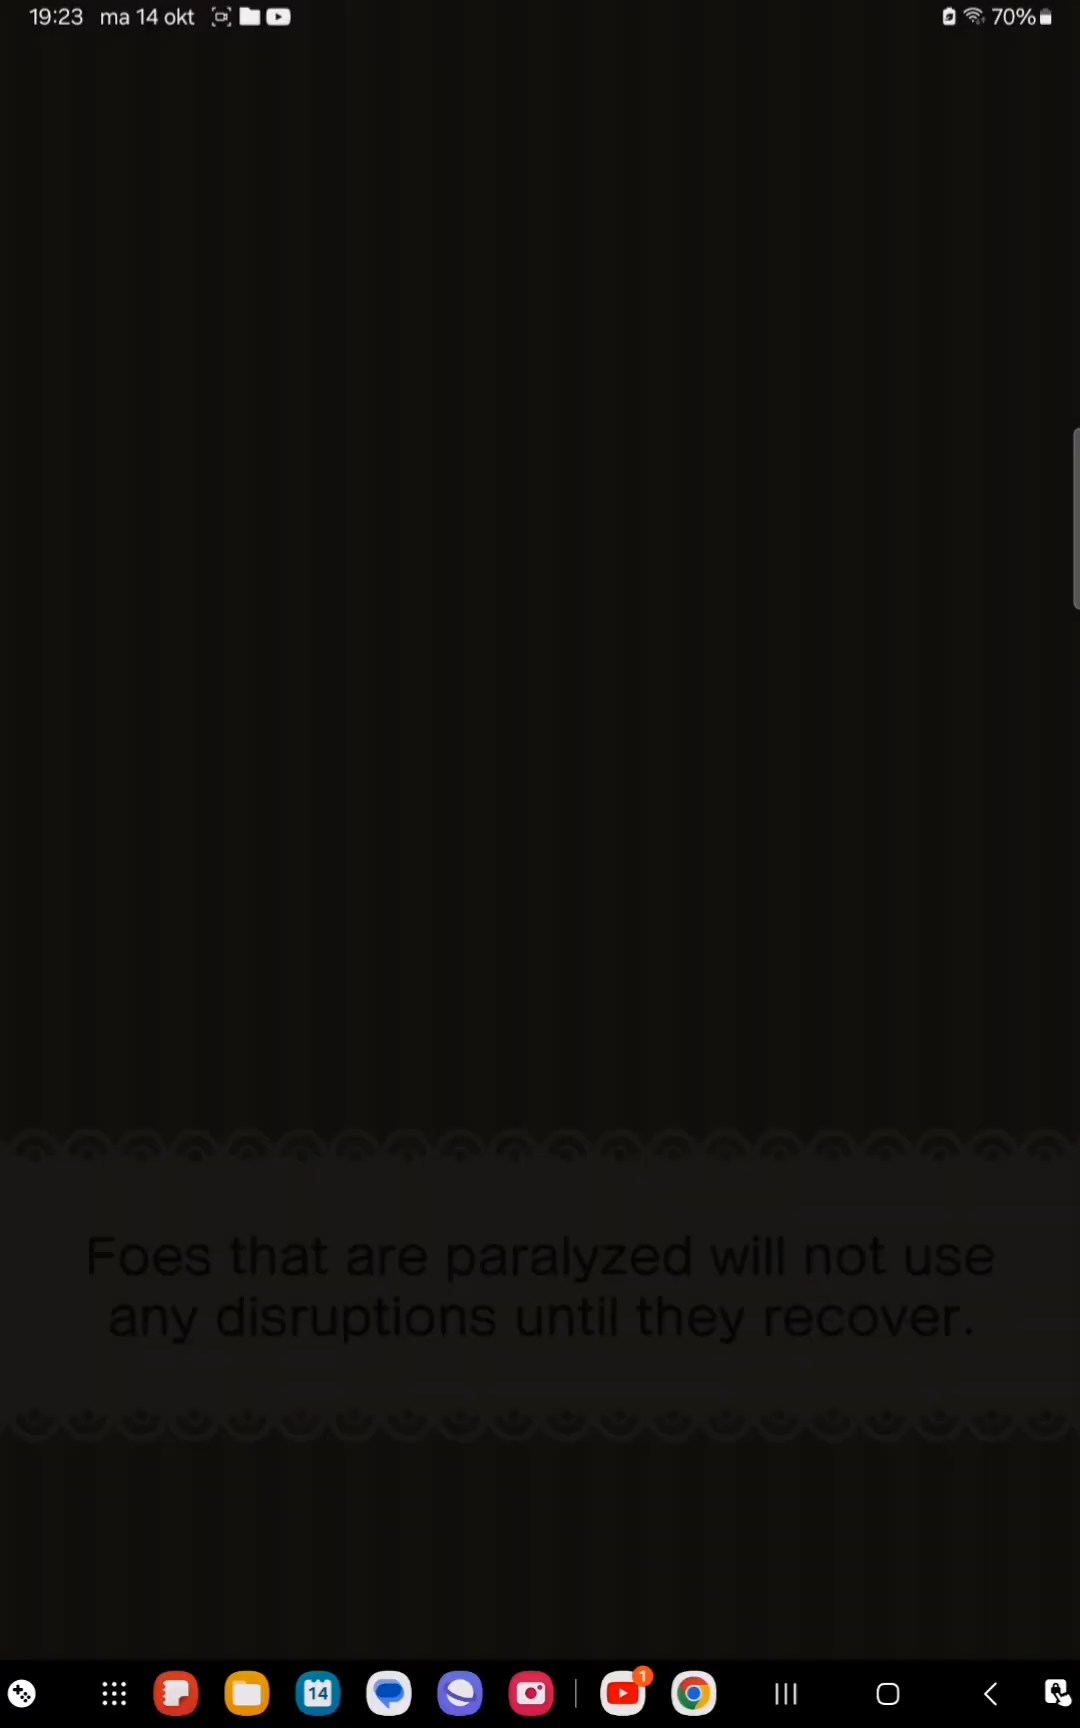 19:23 ma 14 okt 70%
Foes that are paralyzed will not use
any disruptions until they recover.
14
1